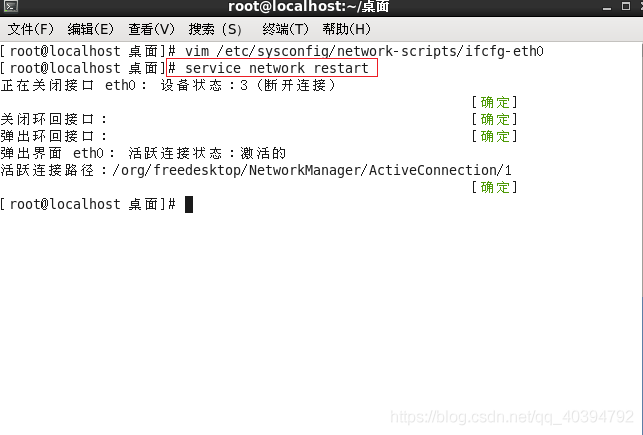 root@localhost:~/桌面
文件(F) 编辑(E) 查看(V) 搜索 (S) 终端(T) 帮助(H)
[root@localhost 桌面]# vim /etc/sysconfig/network-scripts/ifcfg-eth0
[root@localhost 桌面]# service network restart
正在关闭接口 eth0： 设备状态：3（断开连接）
[确定]
关闭环回接口： [确定]
弹出环回接口： [确定]
弹出界面 eth0： 活跃连接状态：激活的
活跃连接路径：/org/freedesktop/NetworkManager/ActiveConnection/1
[确定]
[root@localhost 桌面]#
https://blog.csdn.net/qq_40394792